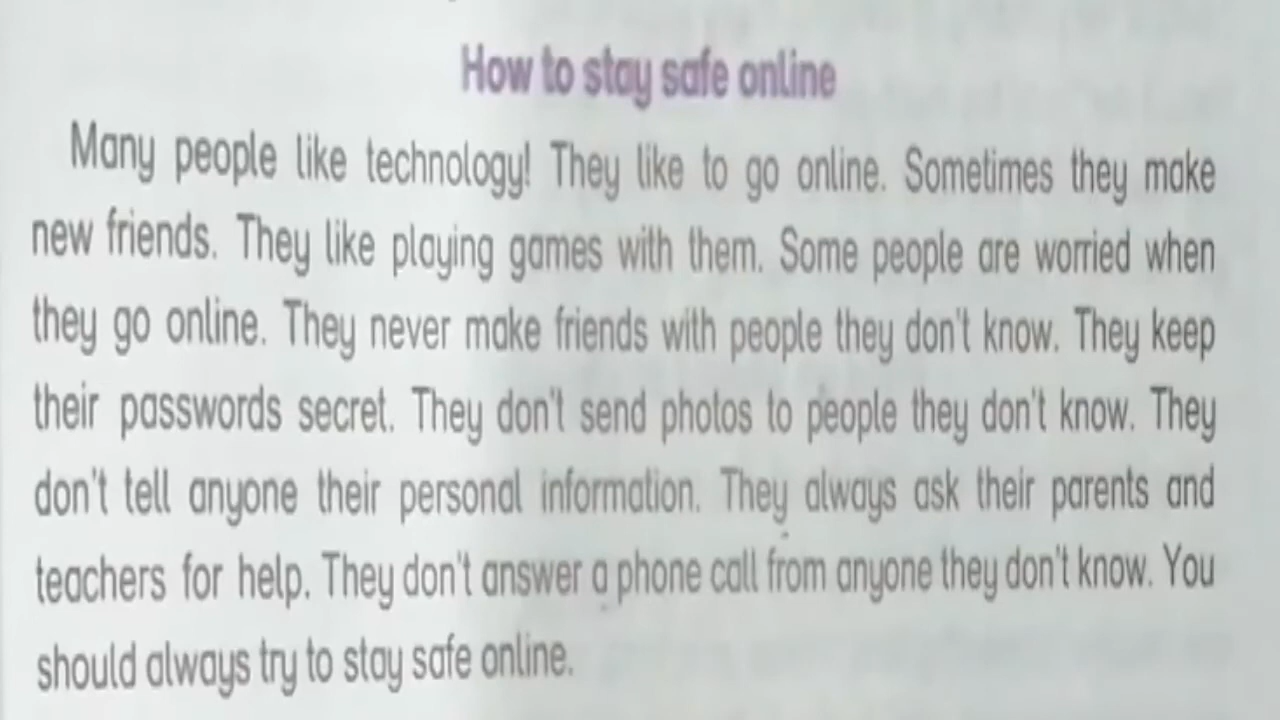 How to stay safe online
Many people like technology! They like to go online. Sometimes they make
new friends. They like playing games with them. Some people are worried when
they go online. They never make friends with people they don't know. They keep
their passwords secret. They don't send photos to people they don't know. They
don't tell anyone their personal information. They always ask their parents and
teachers for help. They don't answer a phone call from anyone they don't know. You
should always try to stay safe online.